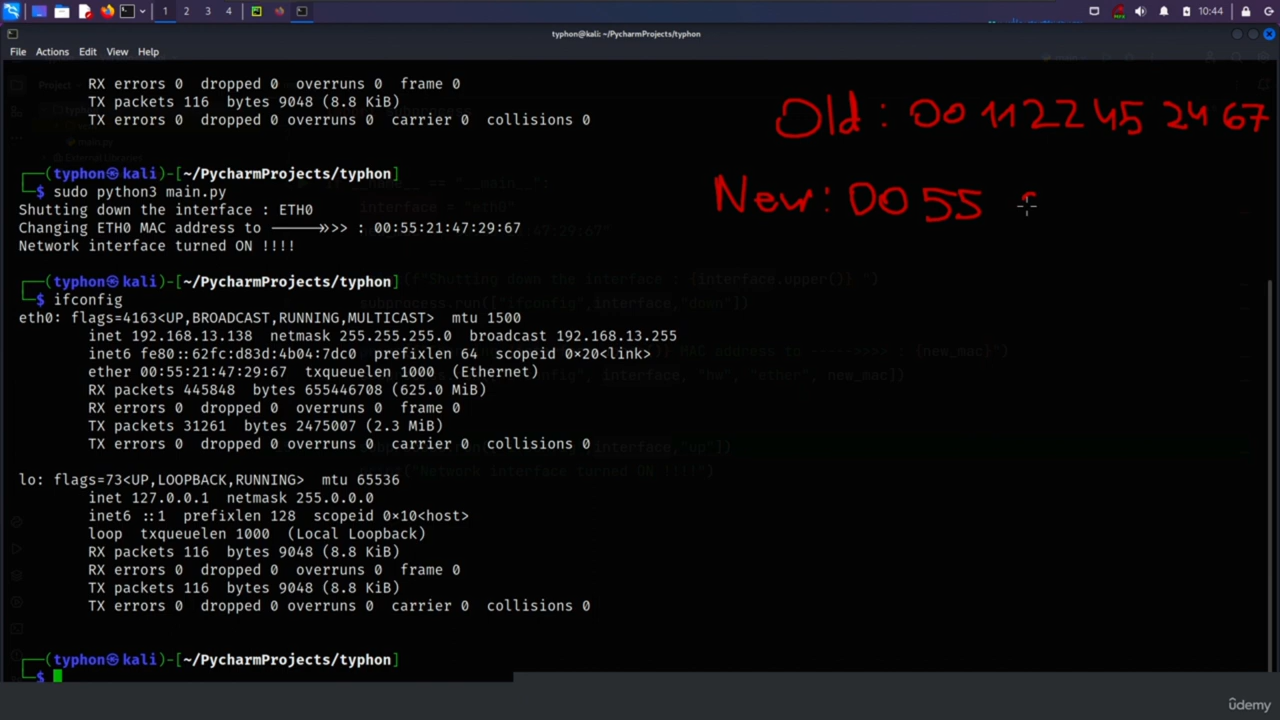 10:44
1 2 3 4
typhon@kali: ~/PycharmProjects/typhon
File Actions Edit View Help
RX errors 0 dropped 0 overruns 0 frame 0
TX packets 116 bytes 9048 (8.8 KiB)
TX errors 0 dropped 0 overruns 0 carrier 0 collisions 0
Old : 00 11 22 45 24 67
┌──(typhon㉿kali)-[~/PycharmProjects/typhon]
└─$ sudo python3 main.py
New : 00 55
Shutting down the interface : ETH0
Changing ETH0 MAC address to ----->>>> : 00:55:21:47:29:67
Network interface turned ON !!!!
┌──(typhon㉿kali)-[~/PycharmProjects/typhon]
└─$ ifconfig
eth0: flags=4163<UP,BROADCAST,RUNNING,MULTICAST> mtu 1500
inet 192.168.13.138 netmask 255.255.255.0 broadcast 192.168.13.255
inet6 fe80::62fc:d83d:4b04:7dc0 prefixlen 64 scopeid 0×20<link>
ether 00:55:21:47:29:67 txqueuelen 1000 (Ethernet)
RX packets 445848 bytes 655446708 (625.0 MiB)
RX errors 0 dropped 0 overruns 0 frame 0
TX packets 31261 bytes 2475007 (2.3 MiB)
TX errors 0 dropped 0 overruns 0 carrier 0 collisions 0
lo: flags=73<UP,LOOPBACK,RUNNING> mtu 65536
inet 127.0.0.1 netmask 255.0.0.0
inet6 ::1 prefixlen 128 scopeid 0×10<host>
loop txqueuelen 1000 (Local Loopback)
RX packets 116 bytes 9048 (8.8 KiB)
RX errors 0 dropped 0 overruns 0 frame 0
TX packets 116 bytes 9048 (8.8 KiB)
TX errors 0 dropped 0 overruns 0 carrier 0 collisions 0
┌──(typhon㉿kali)-[~/PycharmProjects/typhon]
└─$
ûdemy